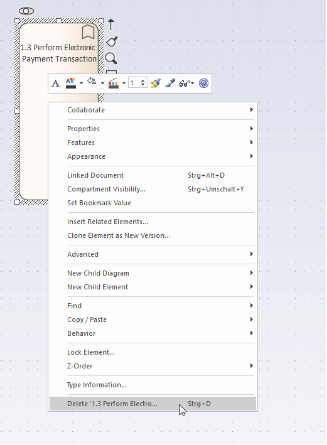 1.3 Perform Electronic
Payment Transaction
A A 1
Collaborate
Properties
Features
Appearance
Linked Document Strg+Alt+D
Compartment Visibility... Strg+Umschalt+Y
Set Bookmark Value
Insert Related Elements...
Clone Element as New Version...
Advanced
New Child Diagram
New Child Element
Find
Copy / Paste
Behavior
Lock Element...
Z-Order
Type Information...
Delete '1.3 Perform Electro... Strg+D